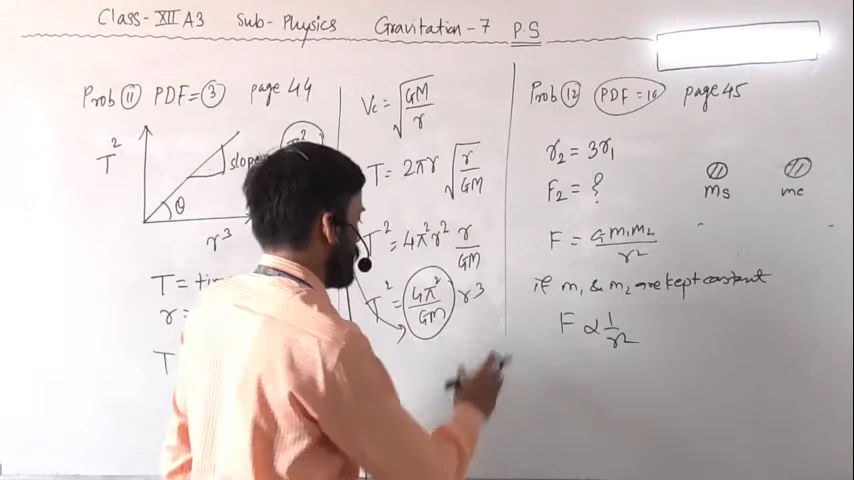 Class-XII A3 Sub-Physics Gravitation-7 P.S
Prob 11 PDF=3 page 44
T²
slope
π²
θ
r³
T =
r =
T
Vc = √(GM/r)
T = 2πr √(r/GM)
T² = 4π²r² r/GM
T² = (4π²/GM) r³
Prob 12 PDF=10 page 45
r₂ = 3r₁
F₂ = ?
ms me
F = Gm₁m₂/r²
if m₁ & m₂ are kept constant
F ∝ 1/r²